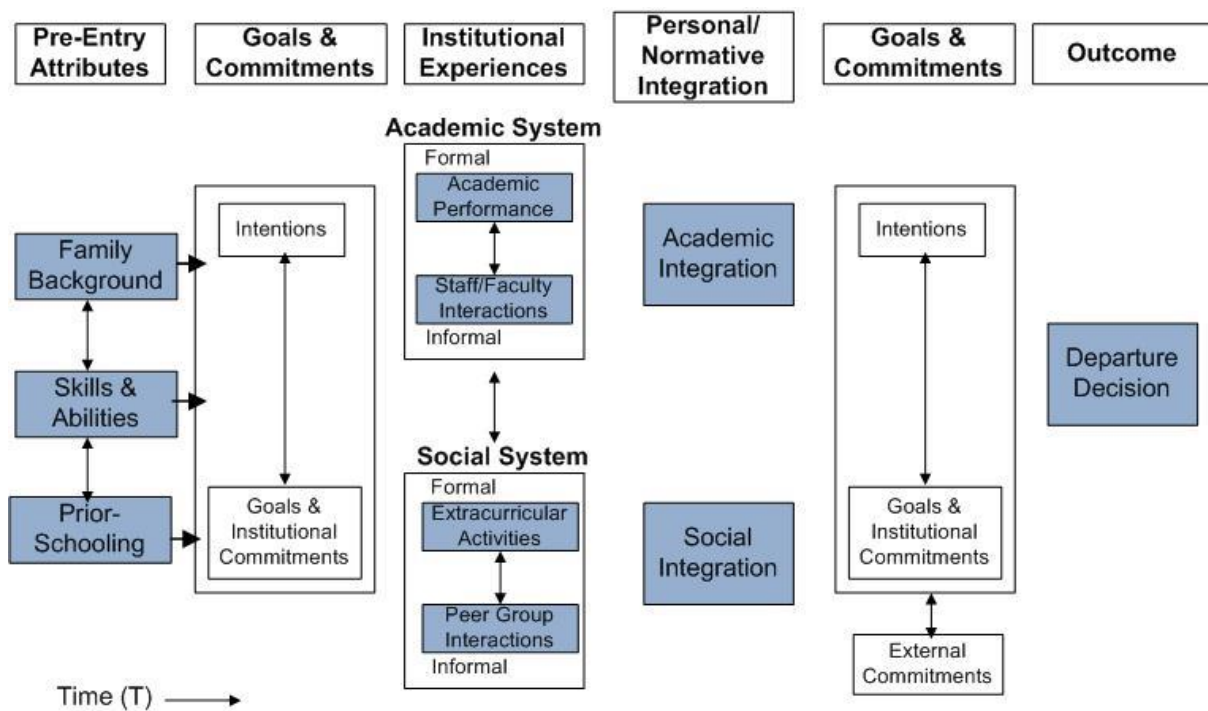 Pre-Entry
Attributes
Goals &
Commitments
Institutional
Experiences
Personal/
Normative
Integration
Goals &
Commitments
Outcome
Family
Background
Skills &
Abilities
Prior-
Schooling
Intentions
Goals &
Institutional
Commitments
Academic System
Formal
Academic
Performance
Staff/Faculty
Interactions
Informal
Social System
Formal
Extracurricular
Activities
Peer Group
Interactions
Informal
Academic
Integration
Social
Integration
Intentions
Goals &
Institutional
Commitments
External
Commitments
Departure
Decision
Time (T)